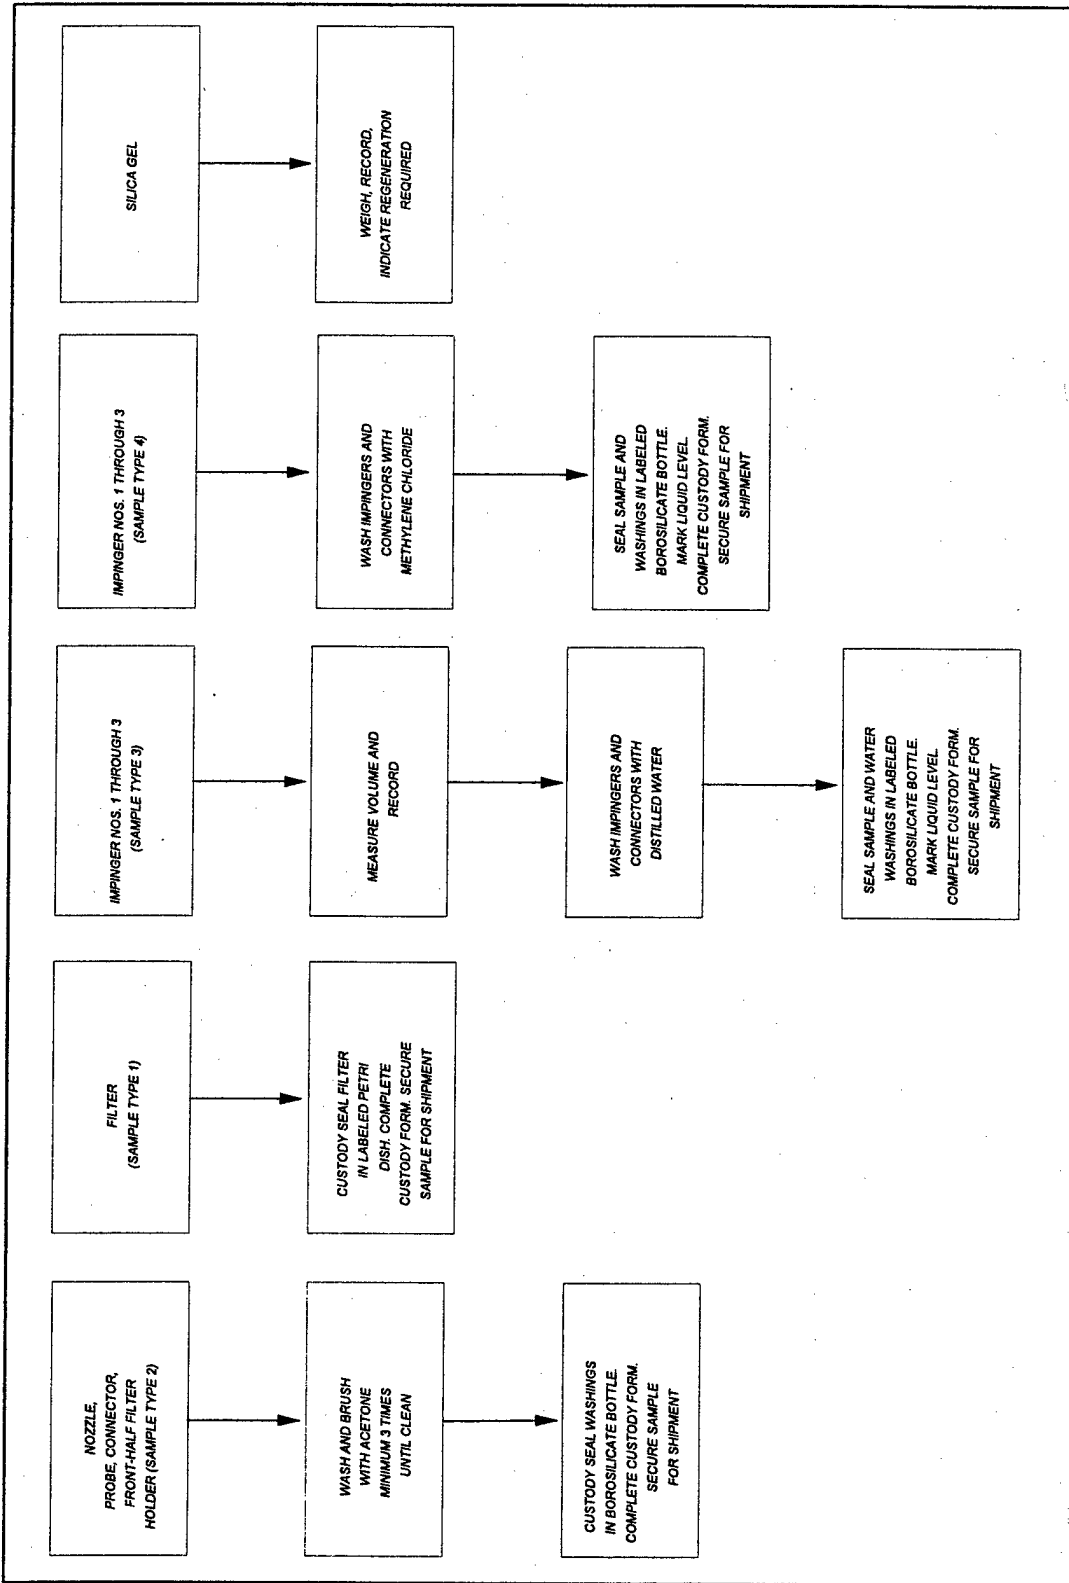 NOZZLE,
PROBE, CONNECTOR,
FRONT-HALF FILTER
HOLDER (SAMPLE TYPE 2)
WASH AND BRUSH
WITH ACETONE
MINIMUM 3 TIMES
UNTIL CLEAN
CUSTODY SEAL WASHINGS
IN BOROSILICATE BOTTLE.
COMPLETE CUSTODY FORM.
SECURE SAMPLE
FOR SHIPMENT
FILTER
(SAMPLE TYPE 1)
CUSTODY SEAL FILTER
IN LABELED PETRI
DISH. COMPLETE
CUSTODY FORM. SECURE
SAMPLE FOR SHIPMENT
IMPINGER NOS. 1 THROUGH 3
(SAMPLE TYPE 3)
MEASURE VOLUME AND
RECORD
WASH IMPINGERS AND
CONNECTORS WITH
DISTILLED WATER
SEAL SAMPLE AND WATER
WASHINGS IN LABELED
BOROSILICATE BOTTLE.
MARK LIQUID LEVEL.
COMPLETE CUSTODY FORM.
SECURE SAMPLE FOR
SHIPMENT
IMPINGER NOS. 1 THROUGH 3
(SAMPLE TYPE 4)
WASH IMPINGERS AND
CONNECTORS WITH
METHYLENE CHLORIDE
SEAL SAMPLE AND
WASHINGS IN LABELED
BOROSILICATE BOTTLE.
MARK LIQUID LEVEL.
COMPLETE CUSTODY FORM.
SECURE SAMPLE FOR
SHIPMENT
SILICA GEL
WEIGH, RECORD,
INDICATE REGENERATION
REQUIRED